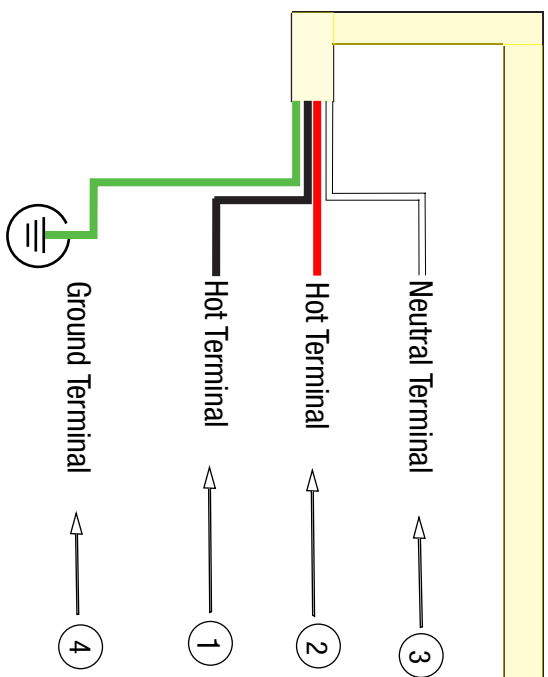 Neutral Terminal
3
Hot Terminal
2
Hot Terminal
1
Ground Terminal
4